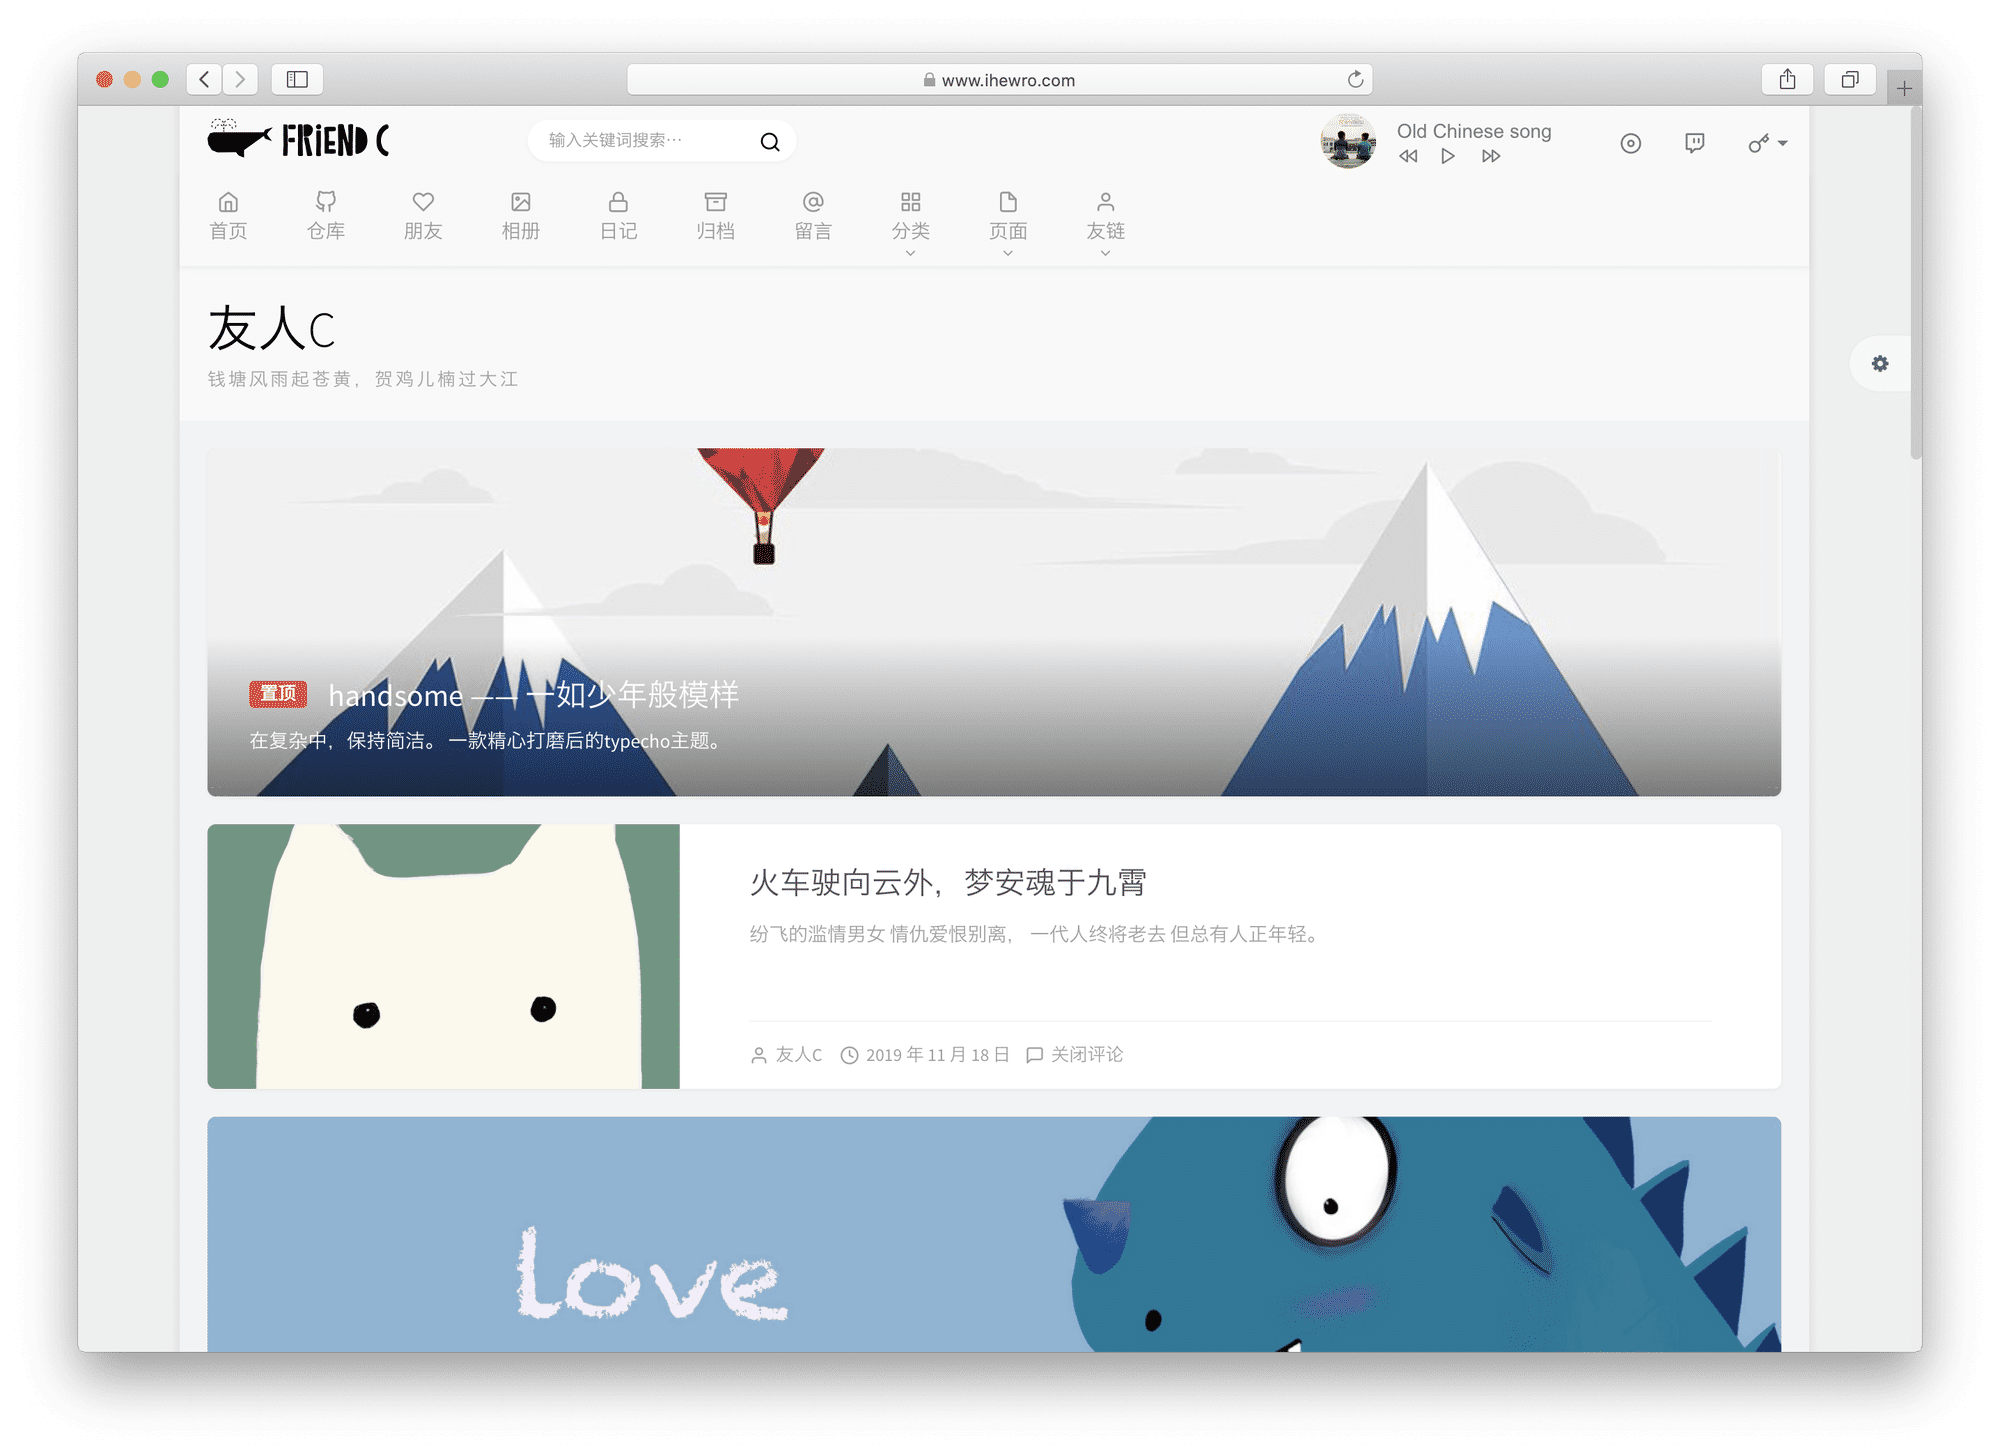 www.ihewro.com
FRiEND C
输入关键词搜索…
Old Chinese song
首页
仓库
朋友
相册
日记
归档
留言
分类
页面
友链
友人C
钱塘风雨起苍黄，贺鸡儿楠过大江
置顶 handsome —— 一如少年般模样
在复杂中，保持简洁。 一款精心打磨后的typecho主题。
火车驶向云外，梦安魂于九霄
纷飞的滥情男女 情仇爱恨别离， 一代人终将老去 但总有人正年轻。
友人C 2019 年 11 月 18 日 关闭评论
Love